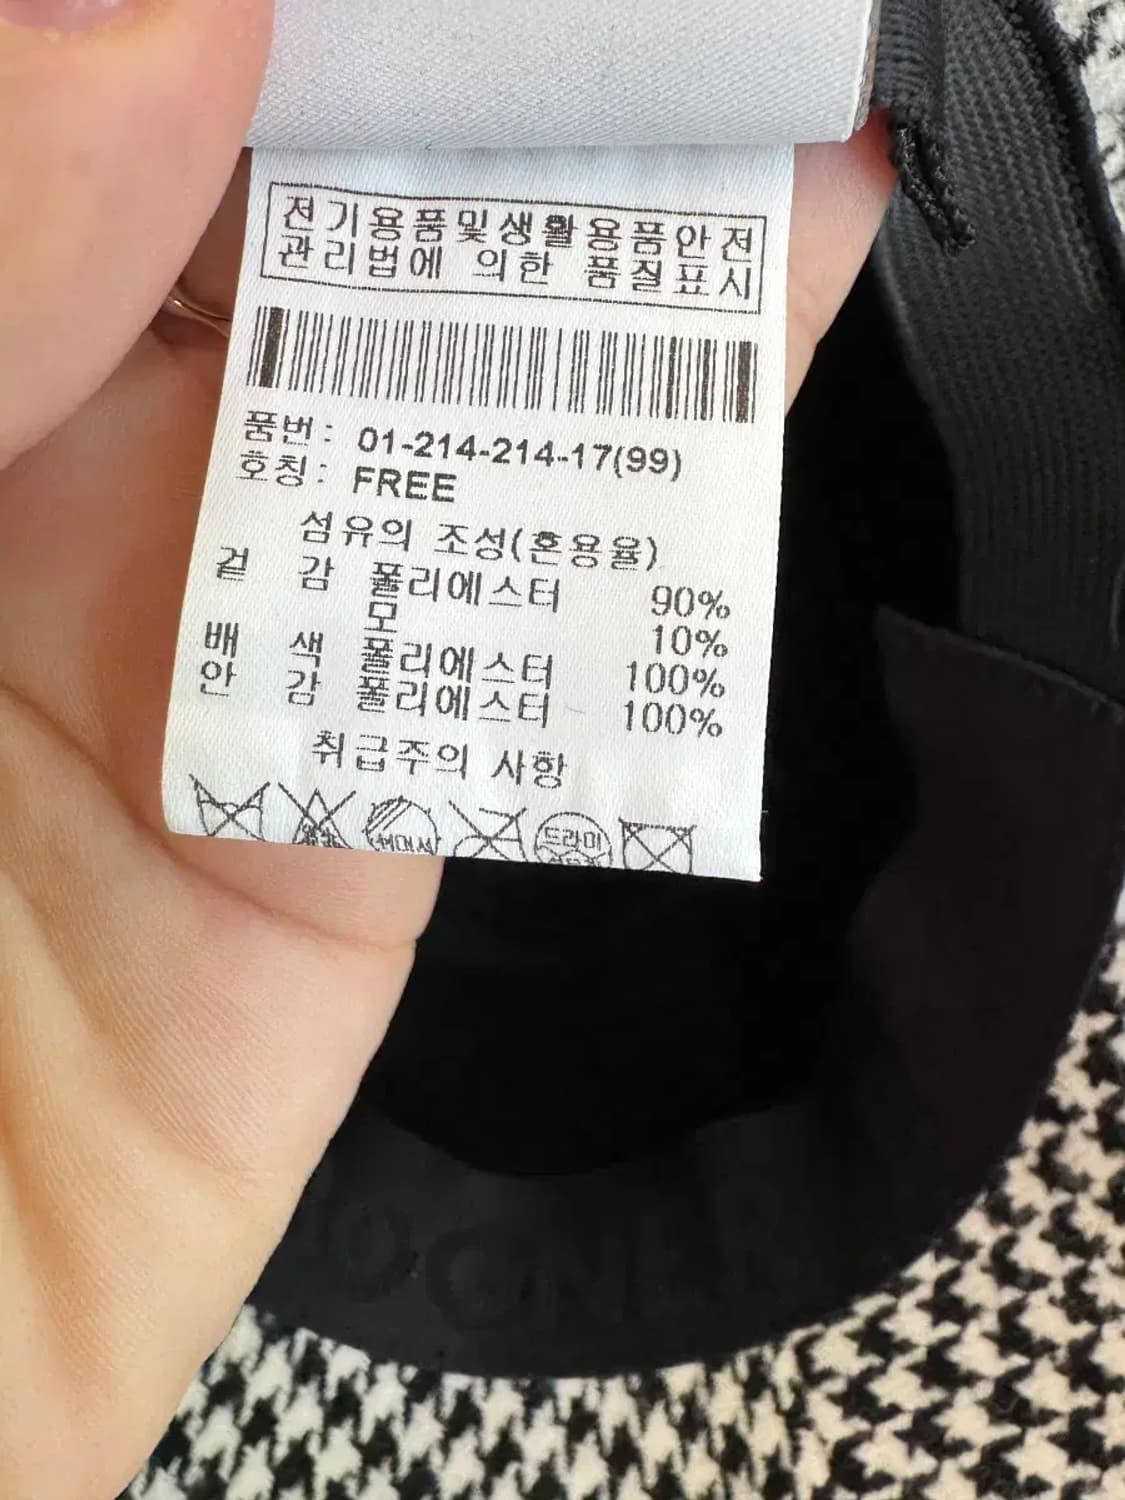 전기용품및생활용품안전
관리법에 의한 품질표시
품번: 01-214-214-17(99)
호칭: FREE
섬유의 조성(혼용율)
겉 감 폴리에스터 90%
모 10%
배 색 폴리에스터 100%
안 감 폴리에스터 100%
취급주의 사항
드라이